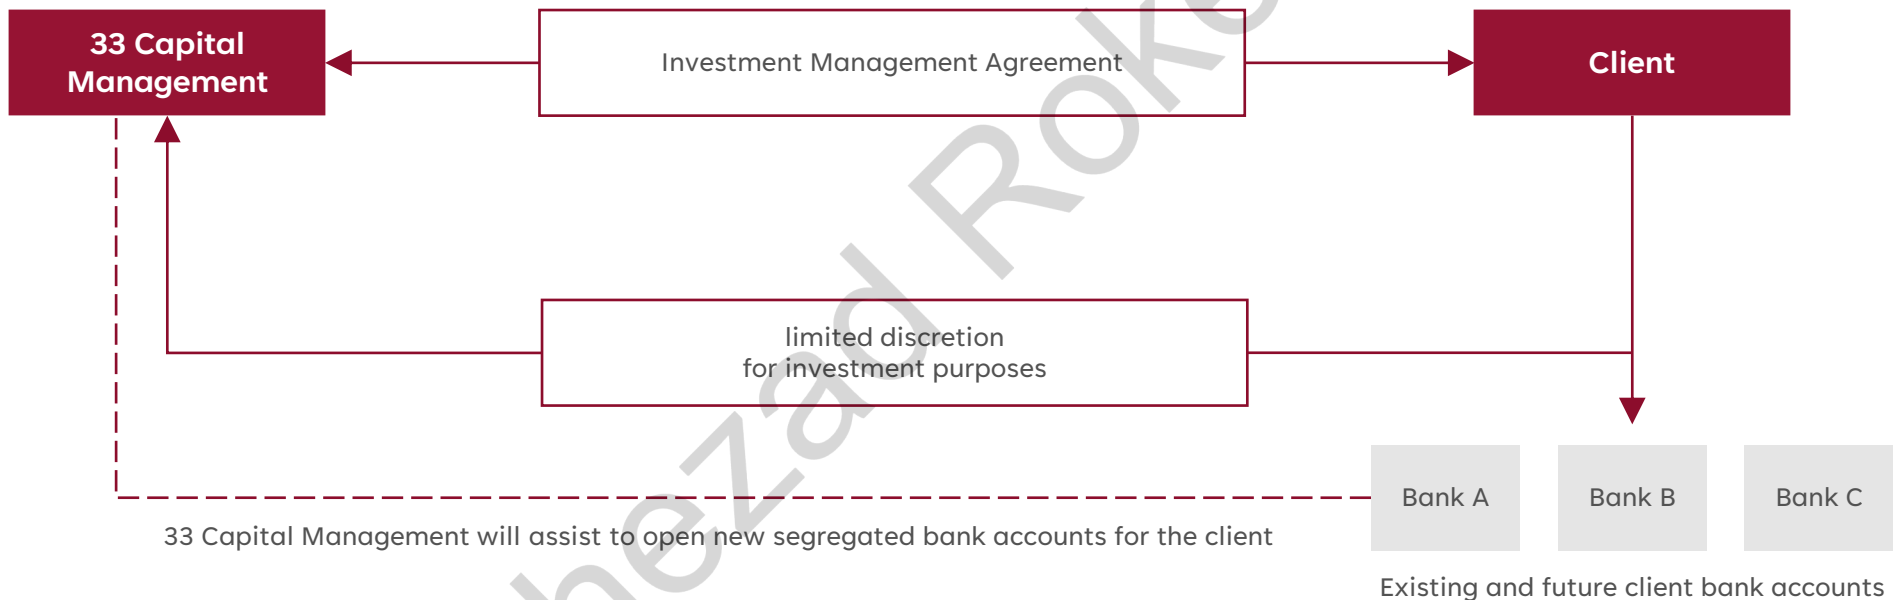 33 Capital
Management
Investment Management Agreement
Client
limited discretion
for investment purposes
Bank A
Bank B
Bank C
33 Capital Management will assist to open new segregated bank accounts for the client
Existing and future client bank accounts